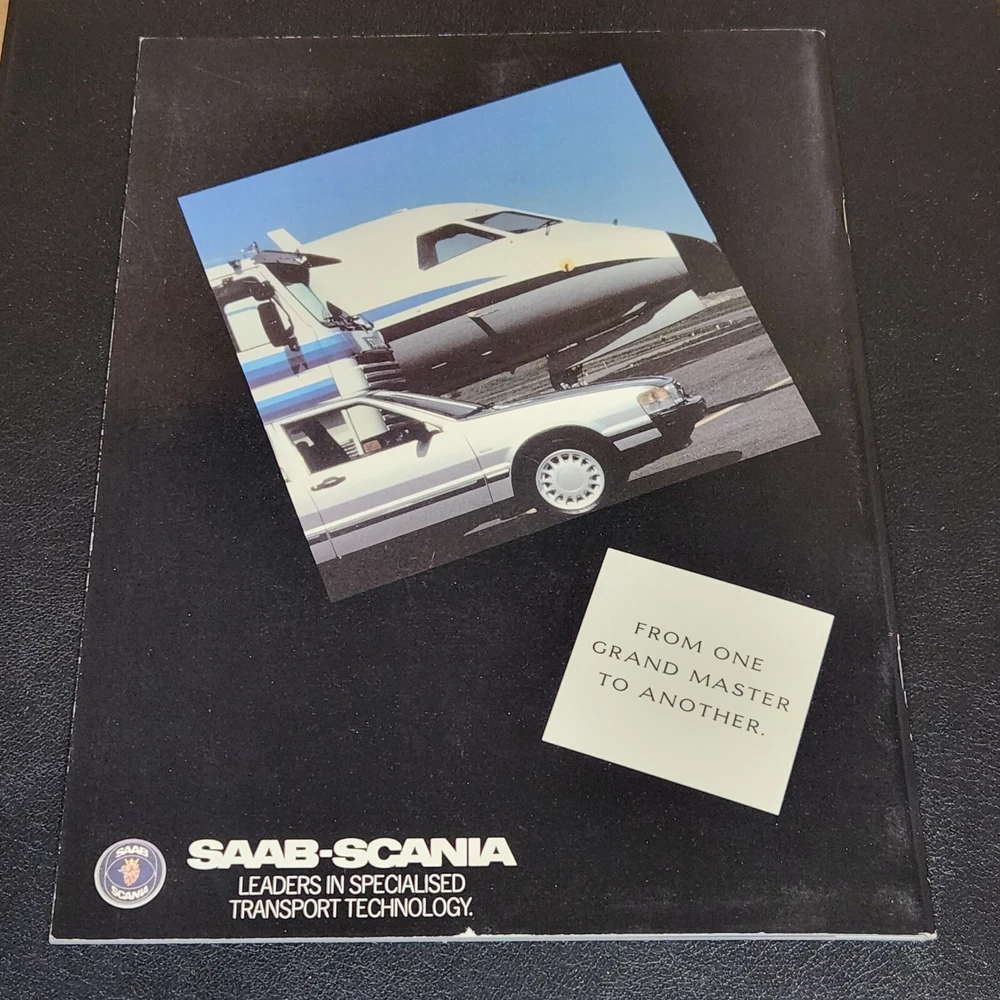 FROM ONE
GRAND MASTER
TO ANOTHER.
SAAB
SCANIA
SAAB-SCANIA
LEADERS IN SPECIALISED
TRANSPORT TECHNOLOGY.